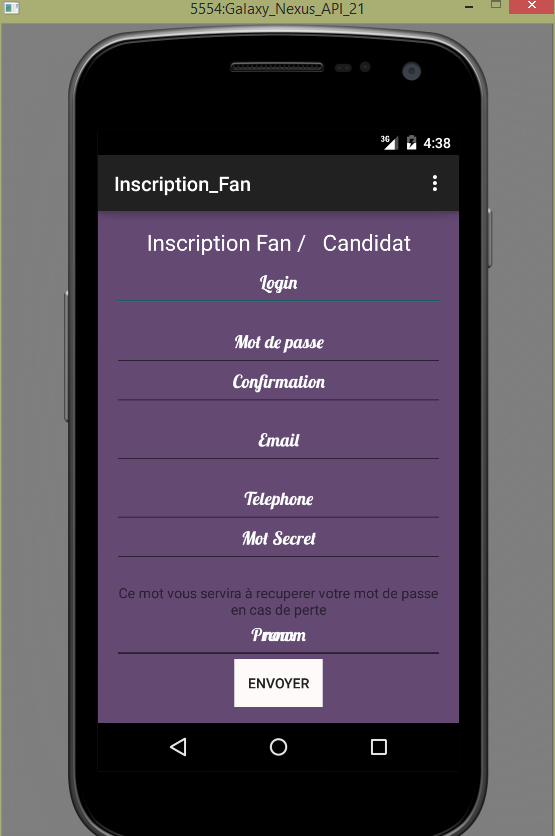 5554:Galaxy_Nexus_API_21
3G 4:38
Inscription_Fan
Inscription Fan / Candidat
Login
Mot de passe
Confirmation
Email
Telephone
Mot Secret
Ce mot vous servira à recuperer votre mot de passe
en cas de perte
ENVOYER